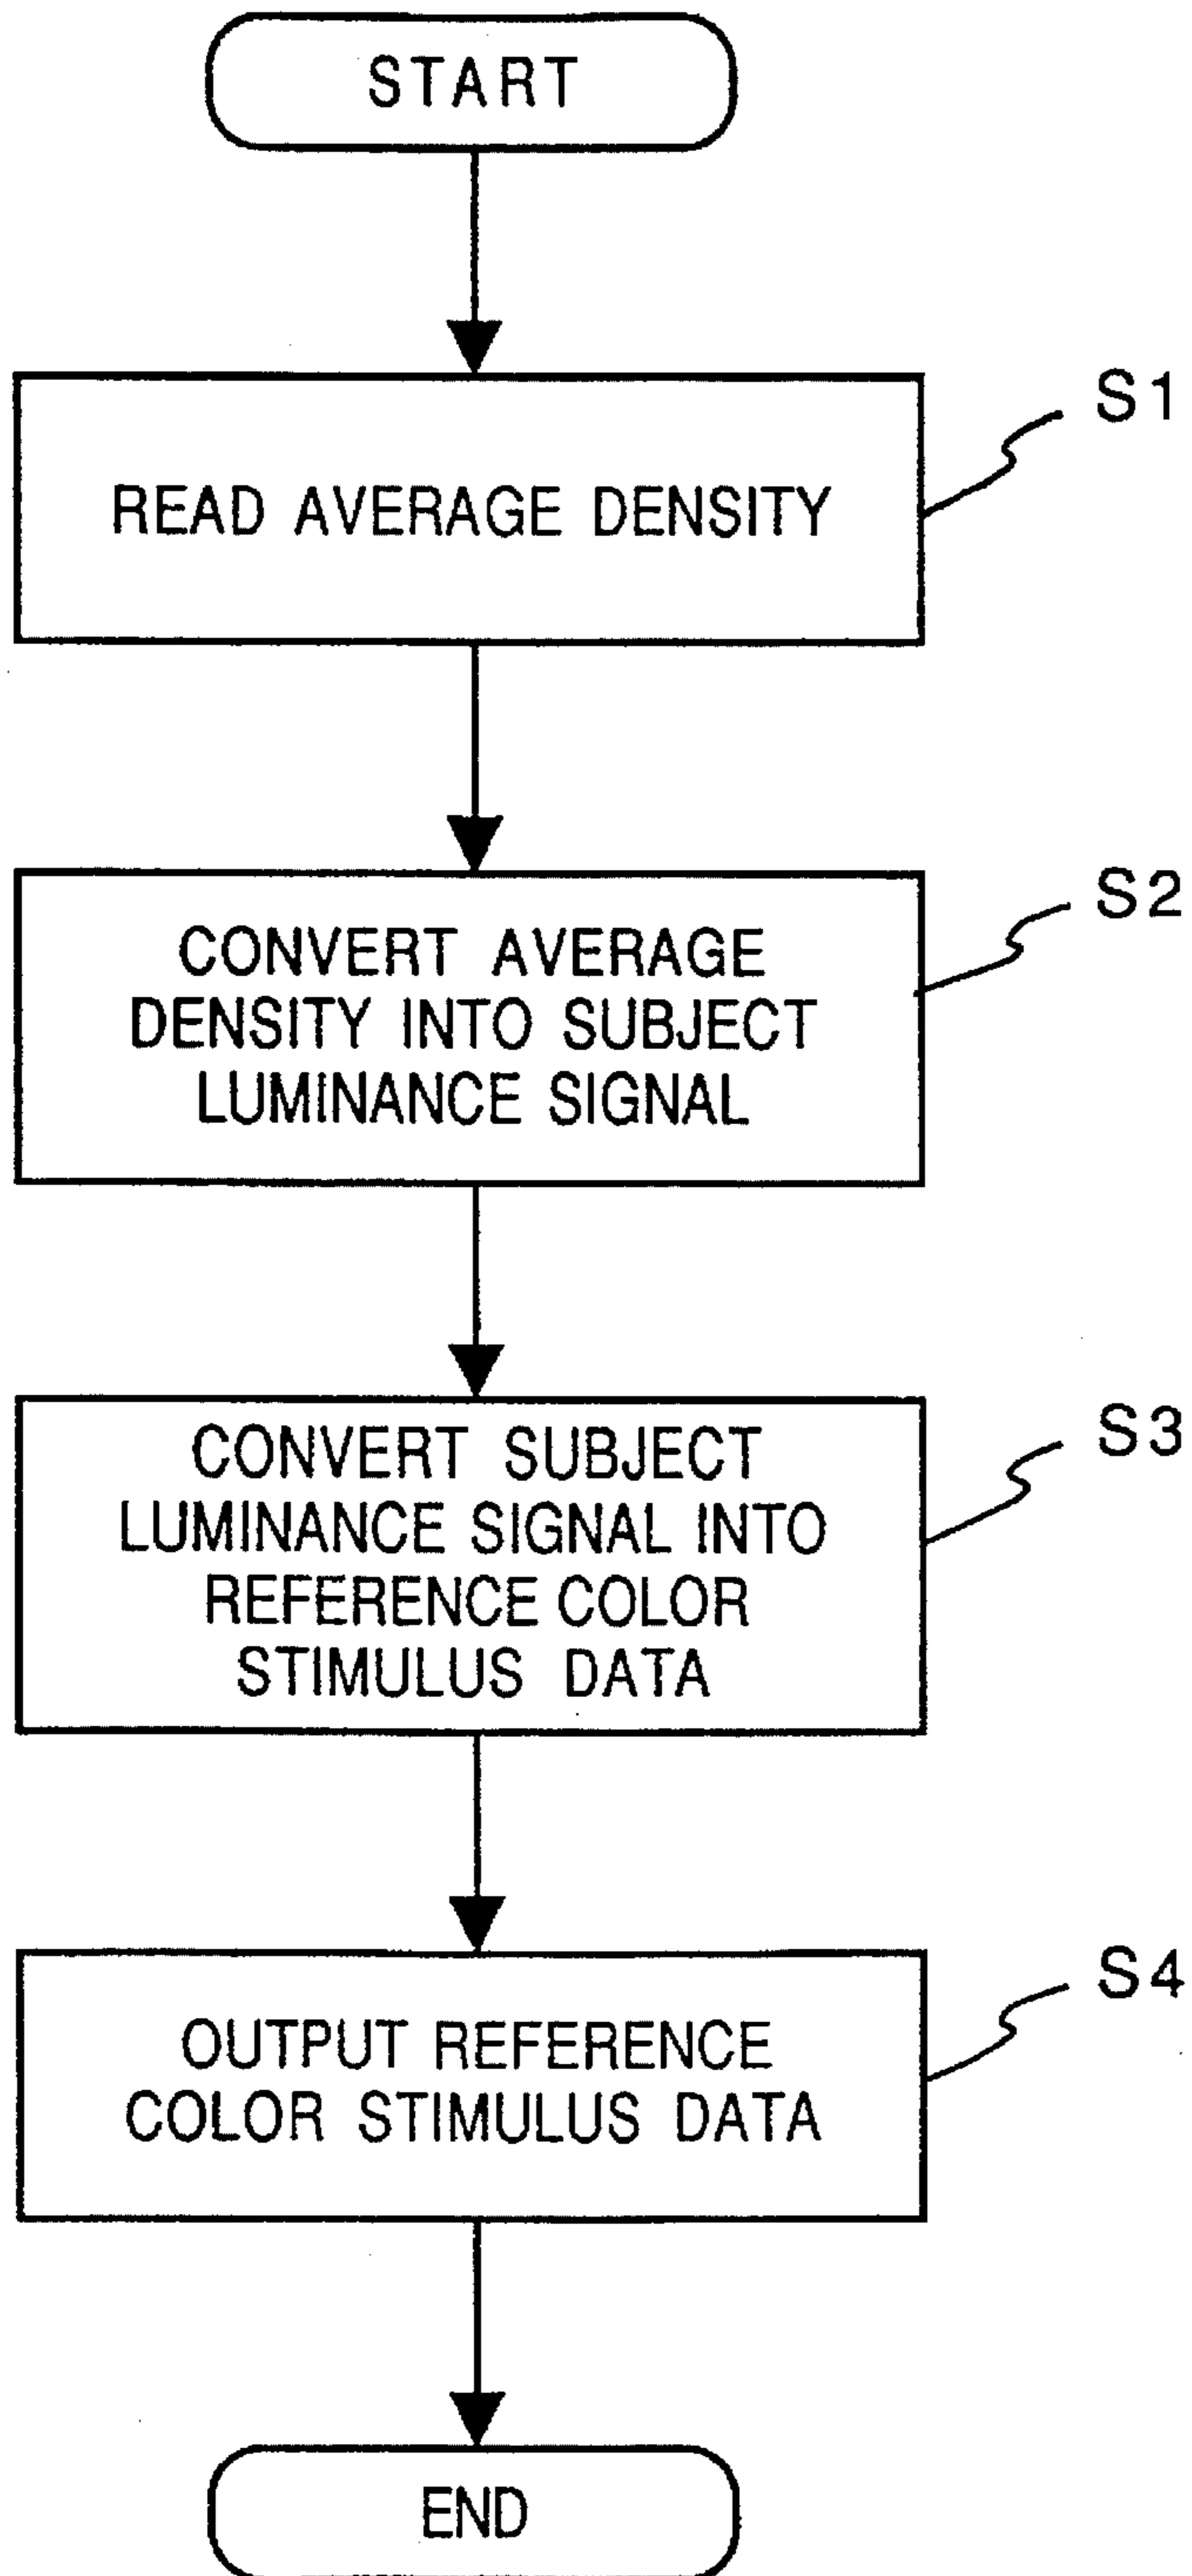 START
S1
READ AVERAGE DENSITY
S2
CONVERT AVERAGE
DENSITY INTO SUBJECT
LUMINANCE SIGNAL
S3
CONVERT SUBJECT
LUMINANCE SIGNAL INTO
REFERENCE COLOR
STIMULUS DATA
S4
OUTPUT REFERENCE
COLOR STIMULUS DATA
END